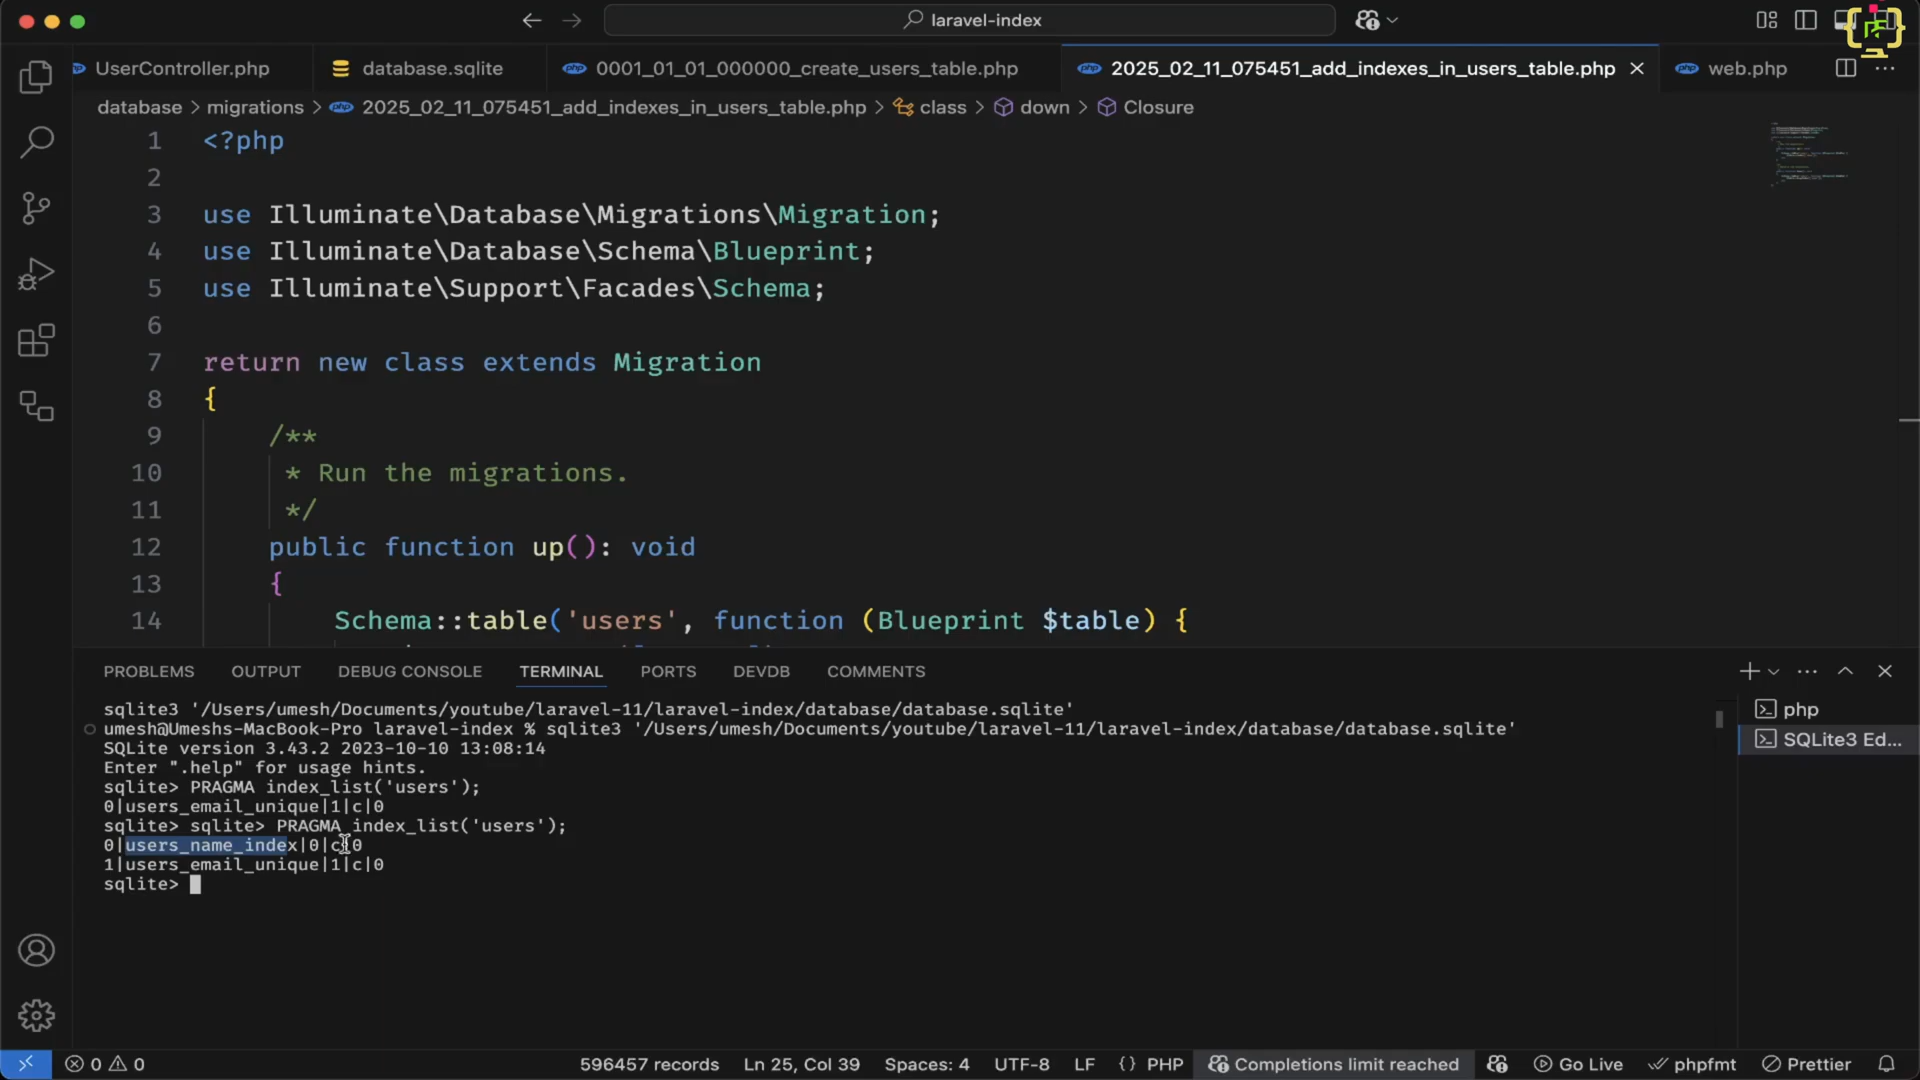 laravel-index
UserController.php
database.sqlite
0001_01_01_000000_create_users_table.php
2025_02_11_075451_add_indexes_in_users_table.php
web.php
database > migrations > 2025_02_11_075451_add_indexes_in_users_table.php > class > down > Closure
1 <?php
2
3 use Illuminate\Database\Migrations\Migration;
4 use Illuminate\Database\Schema\Blueprint;
5 use Illuminate\Support\Facades\Schema;
6
7 return new class extends Migration
8 {
9 /**
10 * Run the migrations.
11 */
12 public function up(): void
13 {
14 Schema::table('users', function (Blueprint $table) {
PROBLEMS OUTPUT DEBUG CONSOLE TERMINAL PORTS DEVDB COMMENTS
sqlite3 '/Users/umesh/Documents/youtube/laravel-11/laravel-index/database/database.sqlite'
umesh@Umeshs-MacBook-Pro laravel-index % sqlite3 '/Users/umesh/Documents/youtube/laravel-11/laravel-index/database/database.sqlite'
SQLite version 3.43.2 2023-10-10 13:08:14
Enter ".help" for usage hints.
sqlite> PRAGMA index_list('users');
0|users_email_unique|1|c|0
sqlite> sqlite> PRAGMA index_list('users');
0|users_name_index|0|c|0
1|users_email_unique|1|c|0
sqlite>
php
SQLite3 Ed...
0 0
596457 records Ln 25, Col 39 Spaces: 4 UTF-8 LF {} PHP Completions limit reached Go Live phpfmt Prettier